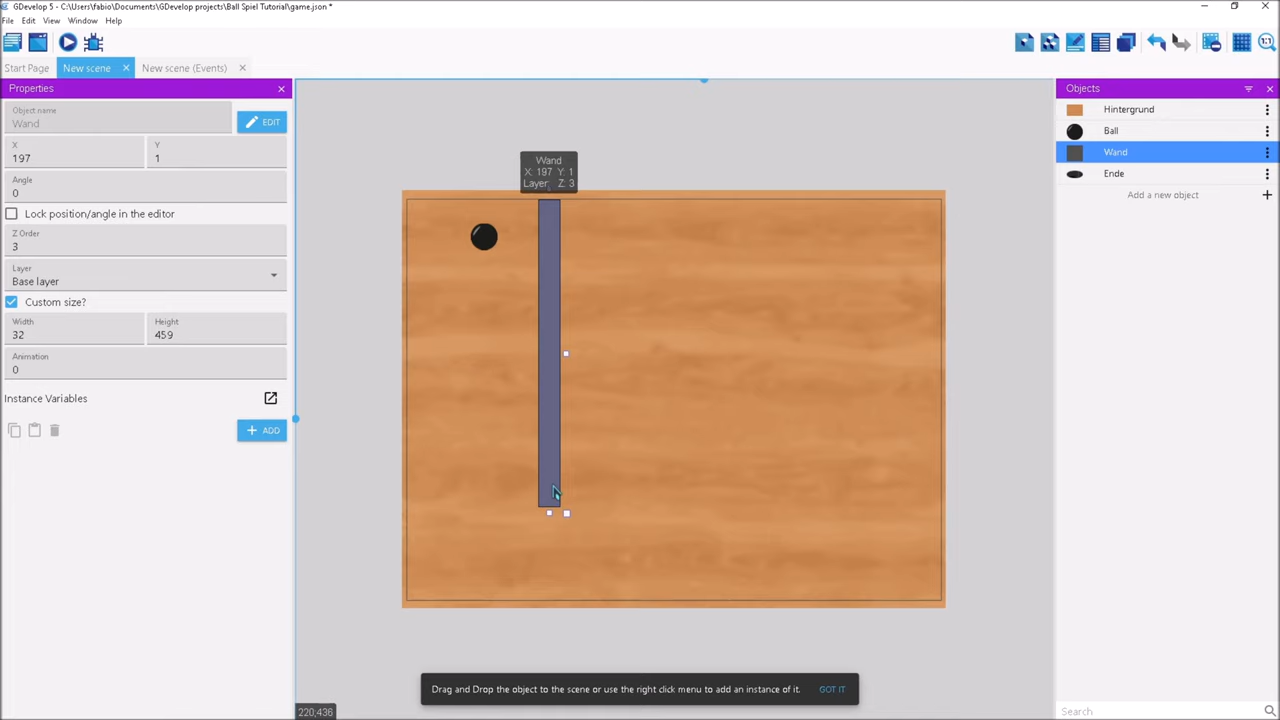 GDevelop 5 - C:\Users\fabio\Documents\GDevelop projects\Ball Spiel Tutorial\game.json *
File Edit View Window Help
Start Page New scene New scene (Events)
Properties
Object name
Wand
EDIT
X
197
Y
1
Angle
0
Lock position/angle in the editor
Z Order
3
Layer
Base layer
Custom size?
Width
32
Height
459
Animation
0
Instance Variables
ADD
Wand
X: 197 Y: 1
Layer: Z: 3
Drag and Drop the object to the scene or use the right click menu to add an instance of it. GOT IT
220;436
Objects
Hintergrund
Ball
Wand
Ende
Add a new object
Search
1:1